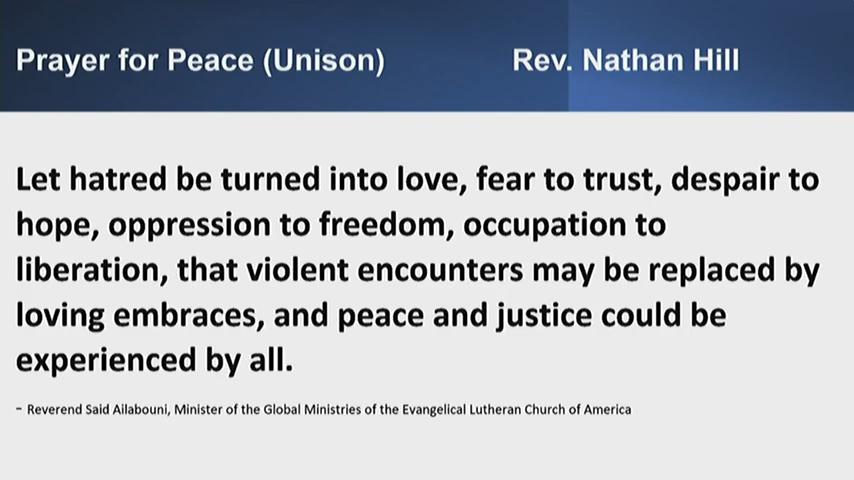 Prayer for Peace (Unison) Rev. Nathan Hill
Let hatred be turned into love, fear to trust, despair to
hope, oppression to freedom, occupation to
liberation, that violent encounters may be replaced by
loving embraces, and peace and justice could be
experienced by all.
– Reverend Said Ailabouni, Minister of the Global Ministries of the Evangelical Lutheran Church of America